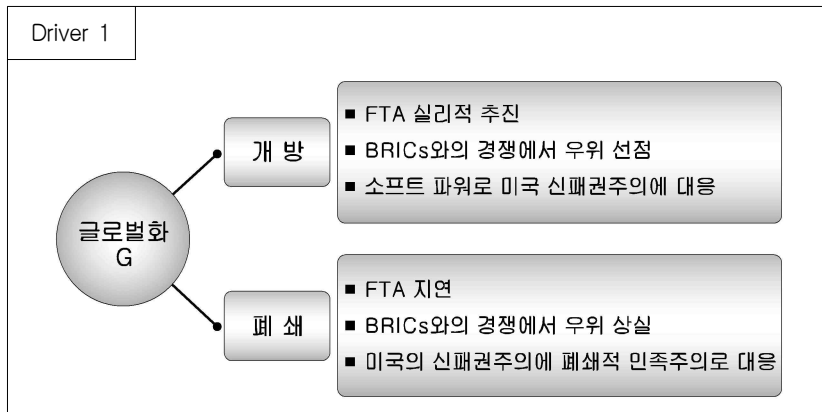 Driver 1
글로벌화
G
개 방
■ FTA 실리적 추진
■ BRICs와의 경쟁에서 우위 선점
■ 소프트 파워로 미국 신패권주의에 대응
폐 쇄
■ FTA 지연
■ BRICs와의 경쟁에서 우위 상실
■ 미국의 신패권주의에 폐쇄적 민족주의로 대응